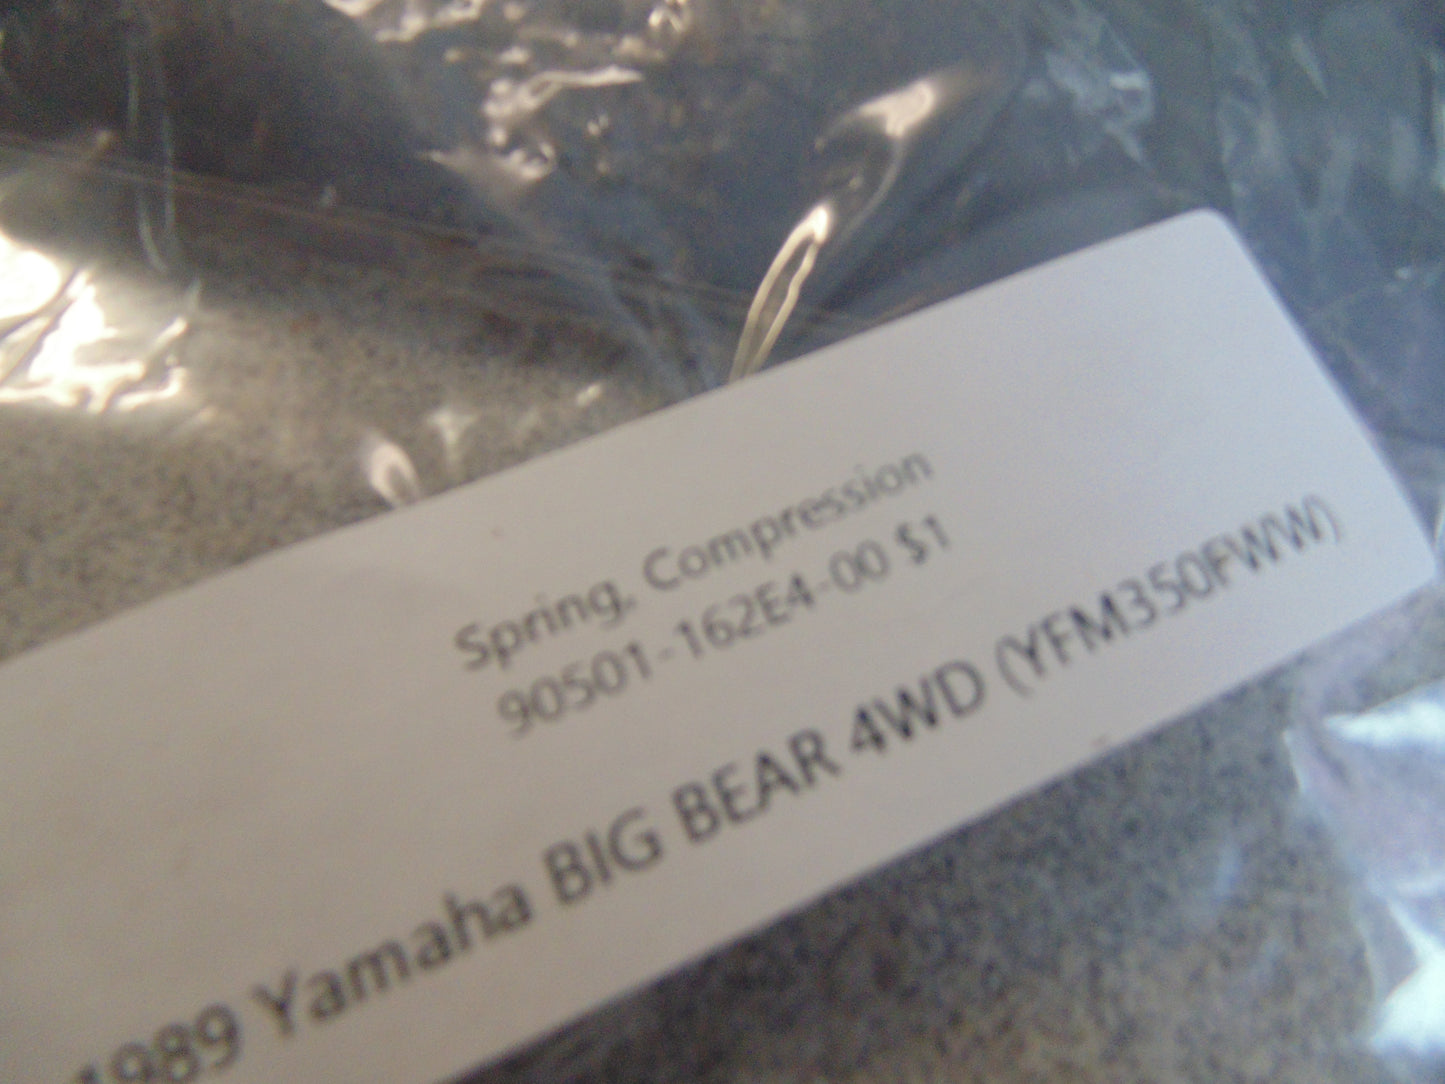 Spring, Compression
90501-162E4-00 $1
1989 Yamaha BIG BEAR 4WD (YFM350FWW)